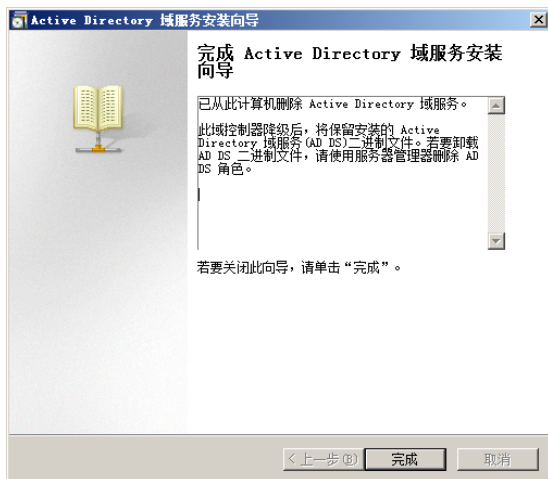 Active Directory 域服务安装向导
完成 Active Directory 域服务安装
向导
已从此计算机删除 Active Directory 域服务。
此域控制器降级后，将保留安装的 Active
Directory 域服务(AD DS)二进制文件。若要卸载
AD DS 二进制文件，请使用服务器管理器删除 AD
DS 角色。
若要关闭此向导，请单击“完成”。
< 上一步(B)
完成
取消